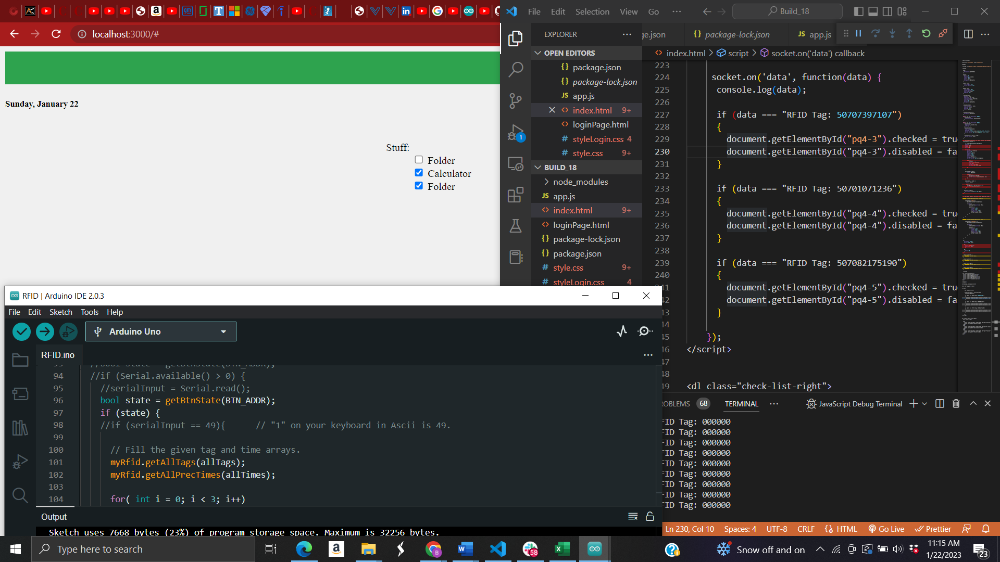 localhost:3000/#
Sunday, January 22
Stuff:
Folder
Calculator
Folder
File Edit Selection View Go ···
Build_18
EXPLORER
OPEN EDITORS
package.json
package-lock.json
app.js
index.html 9+
loginPage.html
styleLogin.css 4
style.css 9+
BUILD_18
node_modules
app.js
index.html 9+
loginPage.html
package-lock.json
package.json
style.css 9+
styleLogin.css 4
ge.json
package-lock.json
app.js
index.html > script > socket.on('data') callback
223
224 socket.on('data', function(data) {
225 console.log(data);
226
227 if (data === "RFID Tag: 50707397107")
228 {
229 document.getElementById("pq4-3").checked = tru
230 document.getElementById("pq4-3").disabled = fa
231 }
232
233 if (data === "RFID Tag: 50701071236")
234 {
235 document.getElementById("pq4-4").checked = tru
236 document.getElementById("pq4-4").disabled = fa
237 }
238
239 if (data === "RFID Tag: 507082175190")
240 {
41 document.getElementById("pq4-5").checked = tru
42 document.getElementById("pq4-5").disabled = fa
43 }
44
45 });
46 </script>
47
48
49 <dl class="check-list-right">
ROBLEMS 68 TERMINAL ··· JavaScript Debug Terminal
FID Tag: 000000
FID Tag: 000000
FID Tag: 000000
FID Tag: 000000
FID Tag: 000000
FID Tag: 000000
FID Tag: 000000
FID Tag: 000000
FID Tag: 000000
Ln 230, Col 10 Spaces: 4 UTF-8 CRLF {} HTML Go Live Prettier
RFID | Arduino IDE 2.0.3
File Edit Sketch Tools Help
Arduino Uno
RFID.ino
93 //bool state = getBtnState(BTN_ADDR);
94 //if (Serial.available() > 0) {
95 //serialInput = Serial.read();
96 bool state = getBtnState(BTN_ADDR);
97 if (state) {
98 //if (serialInput == 49){ // "1" on your keyboard in Ascii is 49.
99
100 // Fill the given tag and time arrays.
101 myRfid.getAllTags(allTags);
102 myRfid.getAllPrecTimes(allTimes);
103
104 for( int i = 0; i < 3; i++)
Output
Sketch uses 7668 bytes (23%) of program storage space. Maximum is 32256 bytes.
Type here to search
58
Snow off and on
11:15 AM
1/22/2023
23